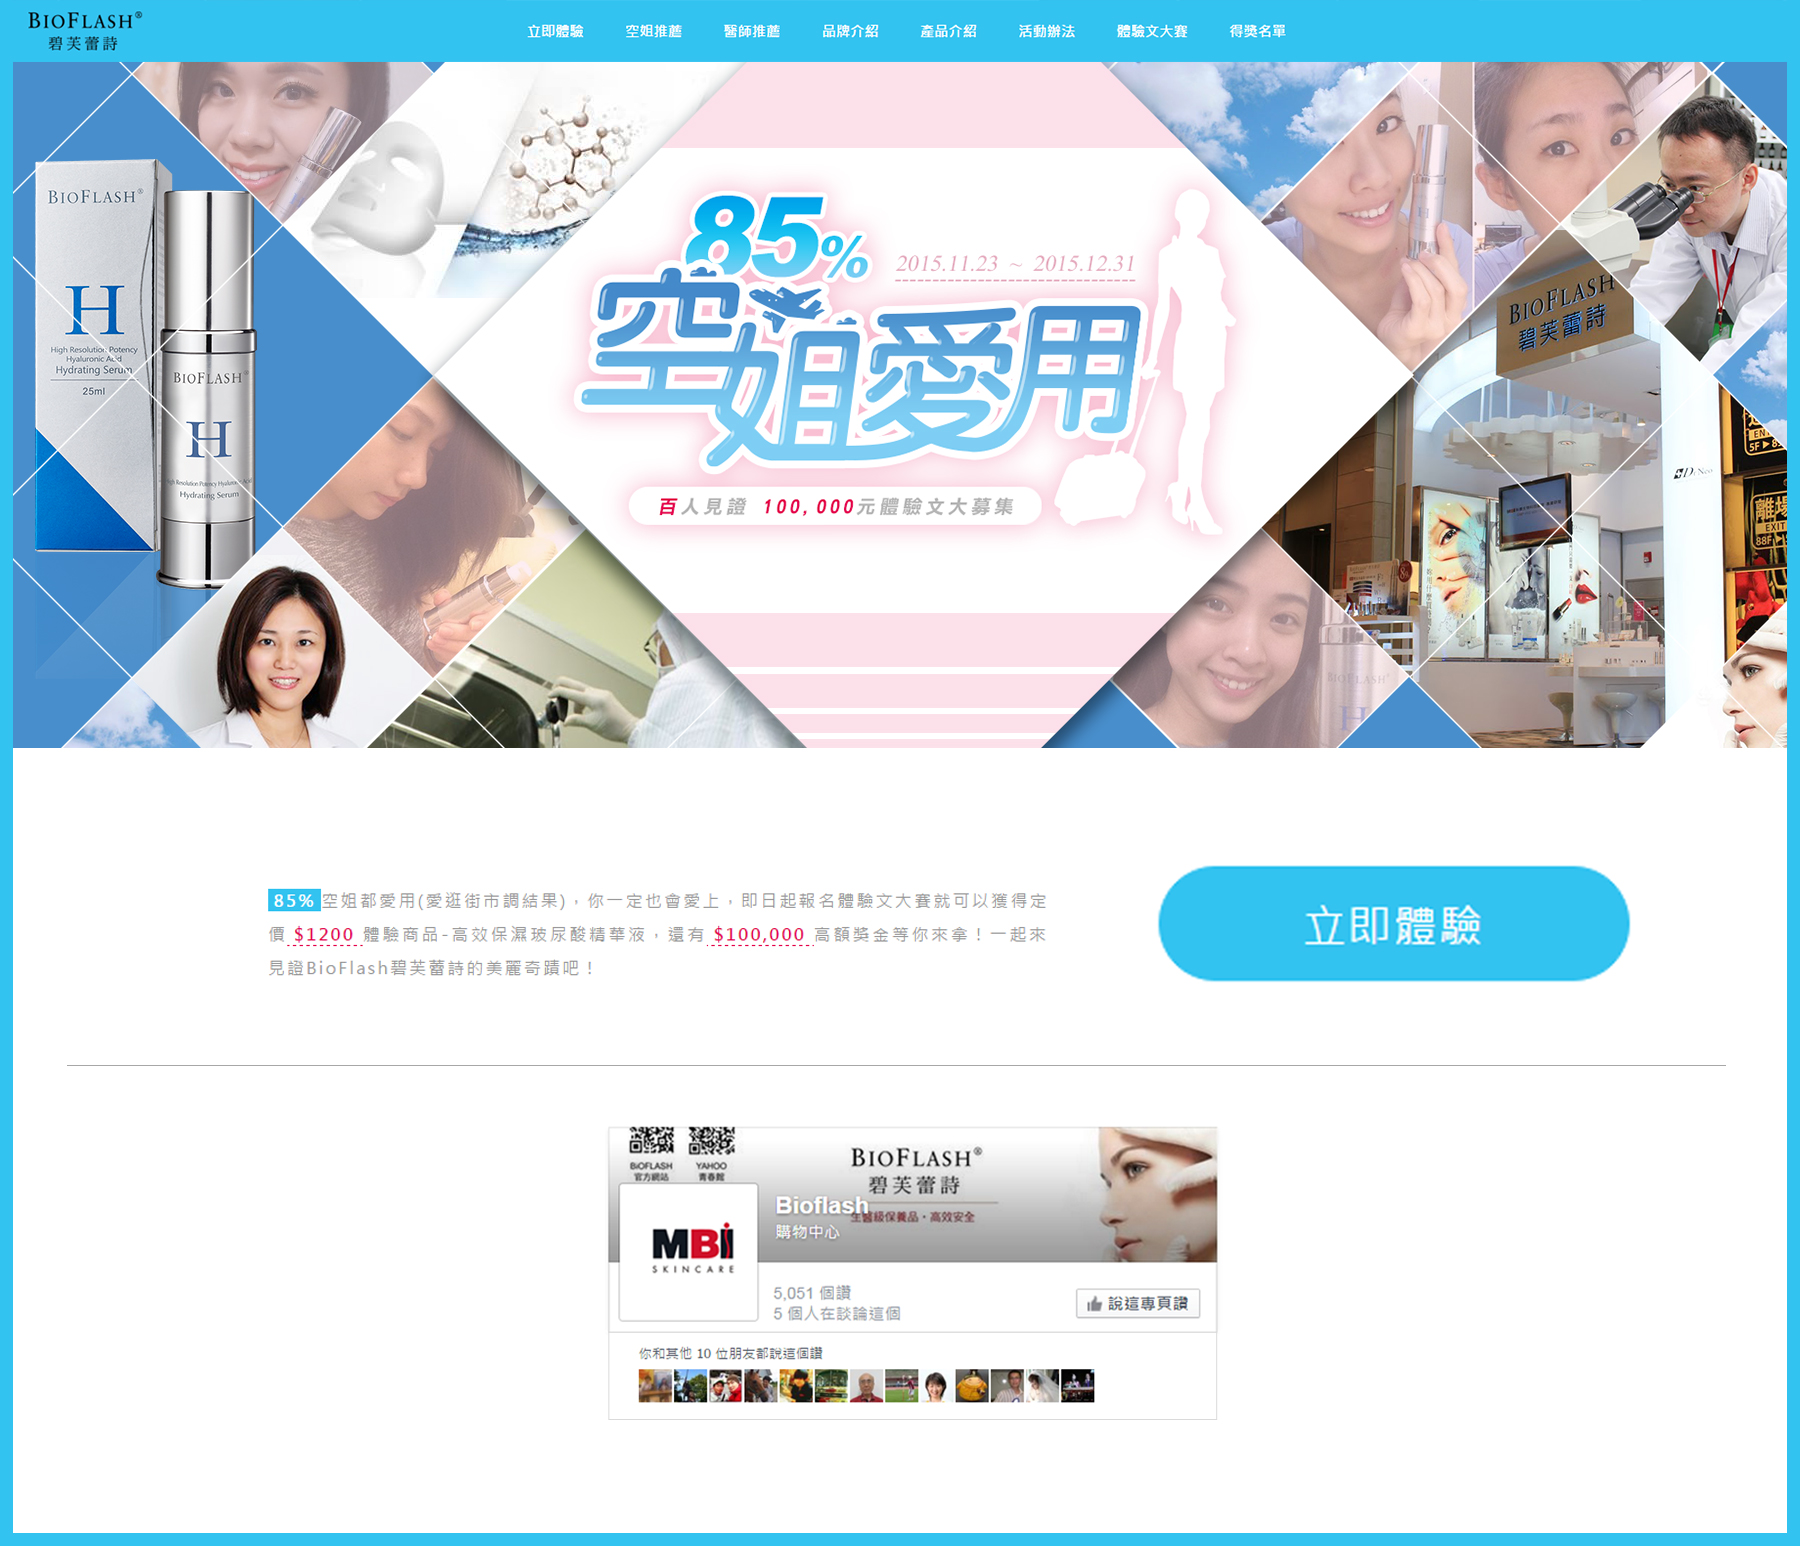 BIOFLASH®
碧芙蕾詩
立即體驗
空姐推薦
醫師推薦
品牌介紹
產品介紹
活動辦法
體驗文大賽
得獎名單
BIOFLASH®
H
High Resolution Potency
Hyaluronic Acid
Hydrating Serum
25ml
BIOFLASH®
H
High Resolution Potency Hyaluronic Acid
Hydrating Serum
85%
2015.11.23 ~ 2015.12.31
空姐愛用
百人見證 100,000元體驗文大募集
BIOFLASH
碧芙蕾詩
Dr.Neo
離場
EXIT
BIOFLASH®
H
85%空姐都愛用(愛逛街市調結果)，你一定也會愛上，即日起報名體驗文大賽就可以獲得定
價 $1200 體驗商品-高效保濕玻尿酸精華液，還有 $100,000 高額獎金等你來拿！一起來
見證BioFlash碧芙蕾詩的美麗奇蹟吧！
立即體驗
BIOFLASH
官方網站
YAHOO
青春館
BIOFLASH®
碧芙蕾詩
生醫級保養品・高效安全
Bioflash
購物中心
MBi
SKINCARE
5,051 個讚
5 個人在談論這個
說這專頁讚
你和其他 10 位朋友都說這個讚